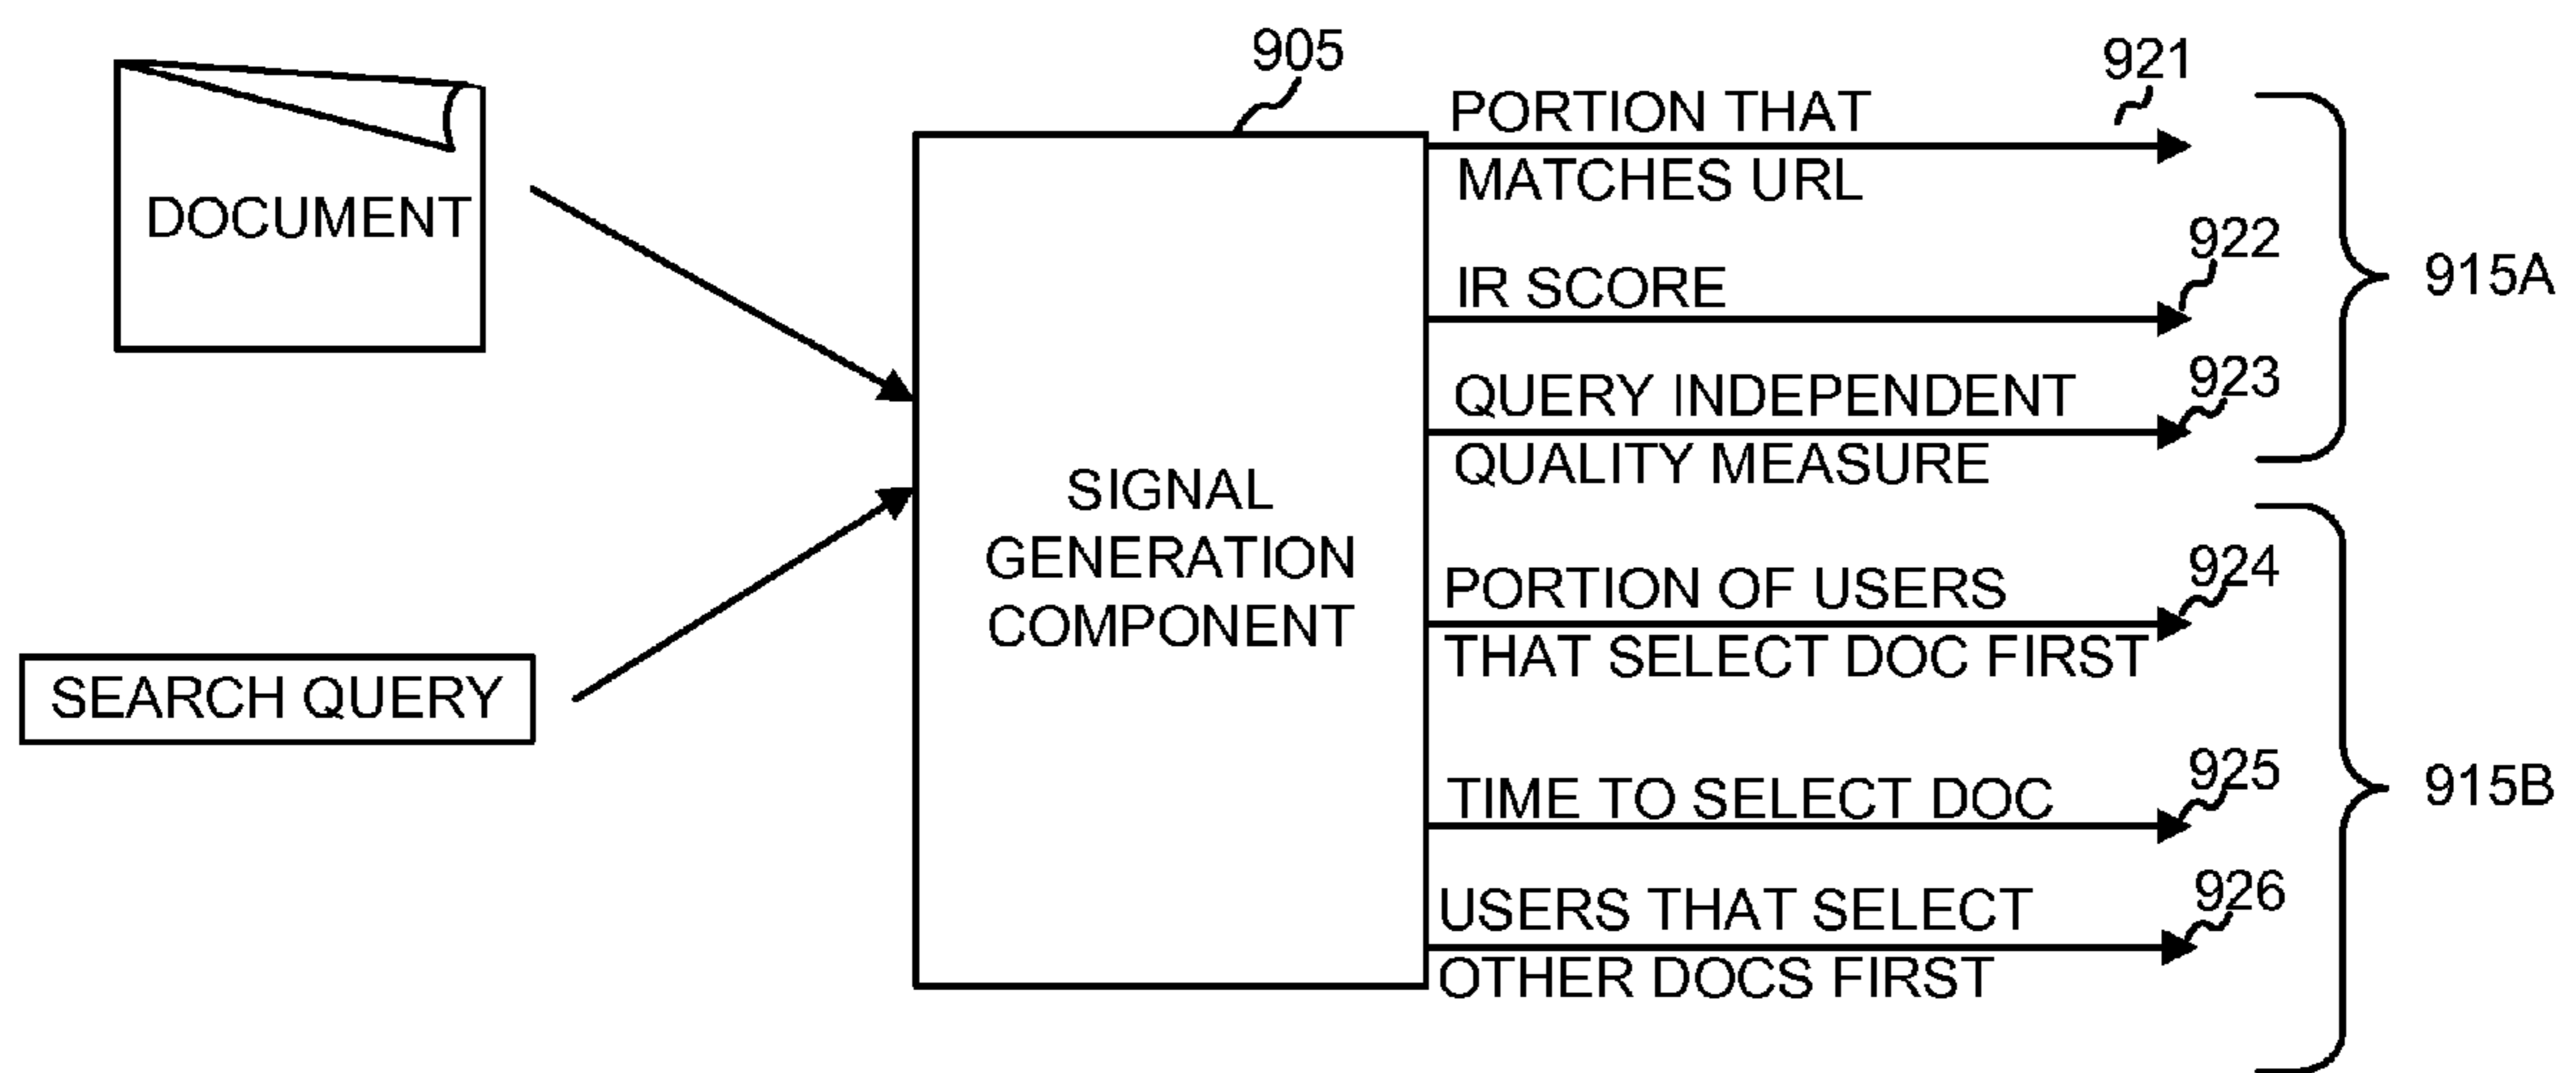 DOCUMENT
SEARCH QUERY
905
SIGNAL
GENERATION
COMPONENT
921
PORTION THAT
MATCHES URL
922
IR SCORE
923
QUERY INDEPENDENT
QUALITY MEASURE
915A
924
PORTION OF USERS
THAT SELECT DOC FIRST
925
TIME TO SELECT DOC
926
USERS THAT SELECT
OTHER DOCS FIRST
915B